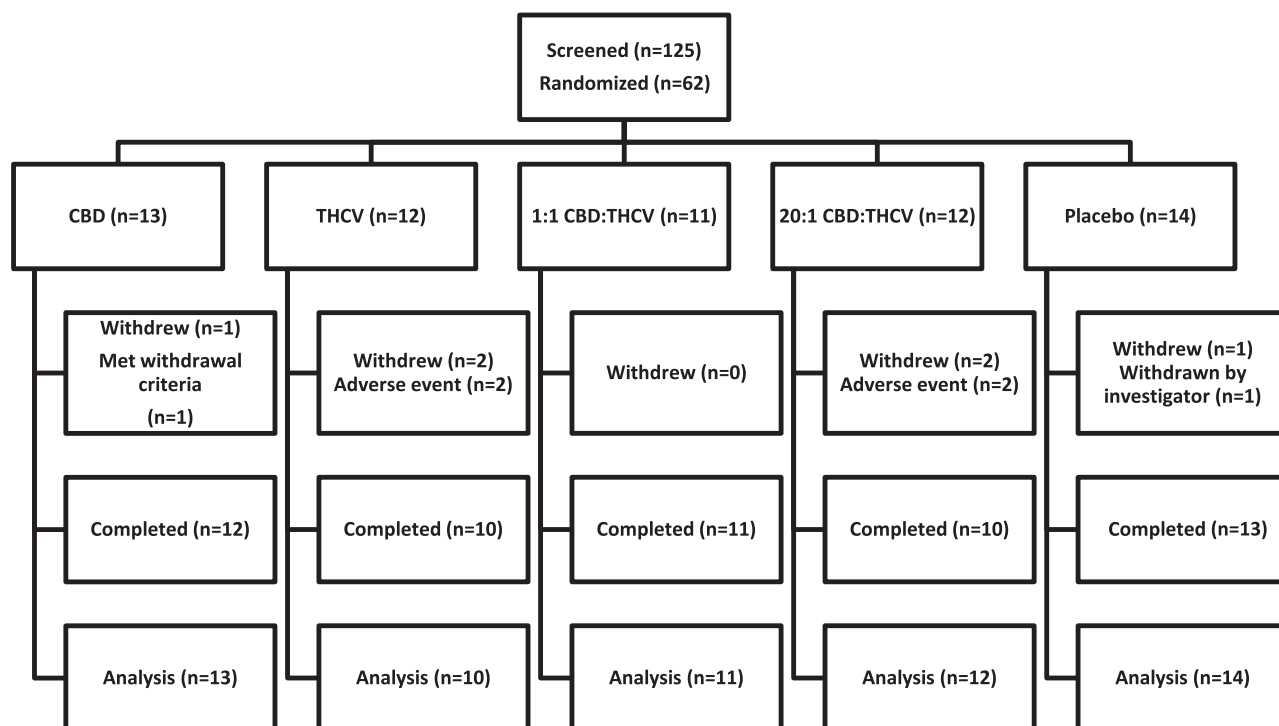 Screened (n=125)
Randomized (n=62)
CBD (n=13)
THCV (n=12)
1:1 CBD:THCV (n=11)
20:1 CBD:THCV (n=12)
Placebo (n=14)
Withdrew (n=1)
Met withdrawal
criteria
(n=1)
Withdrew (n=2)
Adverse event (n=2)
Withdrew (n=0)
Withdrew (n=2)
Adverse event (n=2)
Withdrew (n=1)
Withdrawn by
investigator (n=1)
Completed (n=12)
Completed (n=10)
Completed (n=11)
Completed (n=10)
Completed (n=13)
Analysis (n=13)
Analysis (n=10)
Analysis (n=11)
Analysis (n=12)
Analysis (n=14)